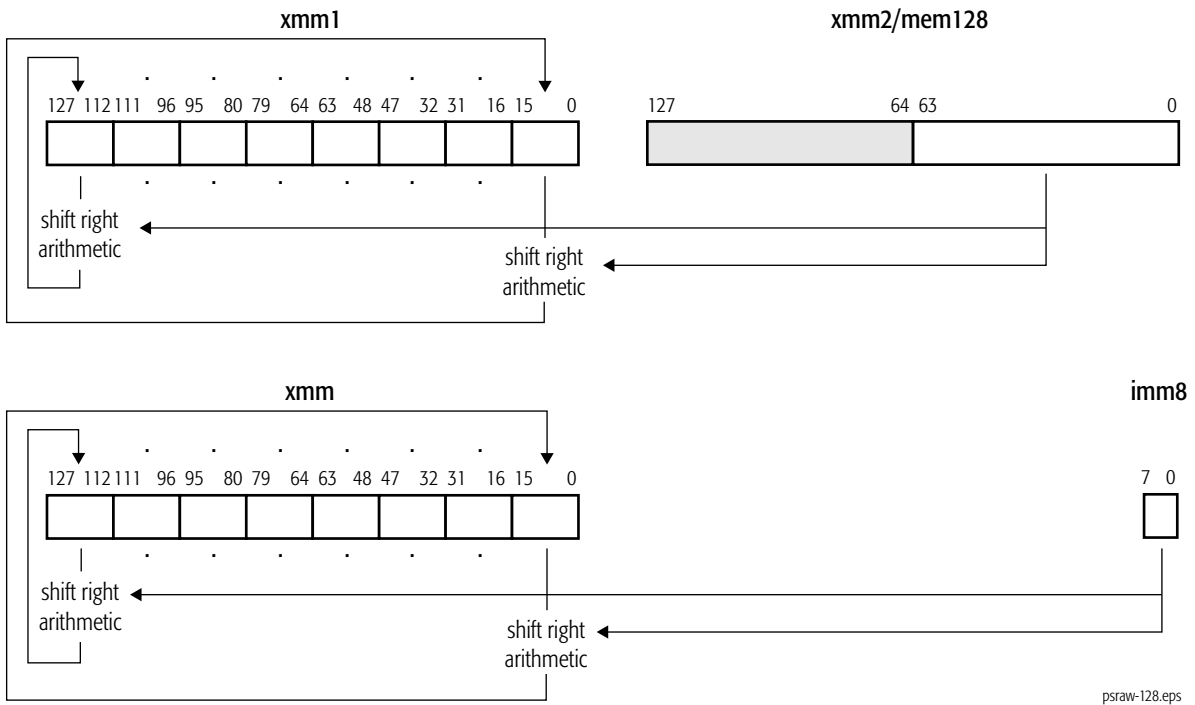 xmm1 xmm2/mem128
. . . . . .
127 112 111 96 95 80 79 64 63 48 47 32 31 16 15 0 127 64 63 0
. . . . . .
shift right
arithmetic
shift right
arithmetic
xmm imm8
. . . . . .
127 112 111 96 95 80 79 64 63 48 47 32 31 16 15 0 7 0
. . . . . .
shift right
arithmetic
shift right
arithmetic
psraw-128.eps